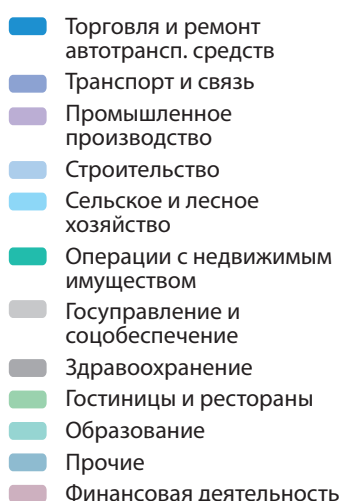 Торговля и ремонт
автотрансп. средств
Транспорт и связь
Промышленное
производство
Строительство
Сельское и лесное
хозяйство
Операции с недвижимым
имуществом
Госуправление и
соцобеспечение
Здравоохранение
Гостиницы и рестораны
Образование
Прочие
Финансовая деятельность